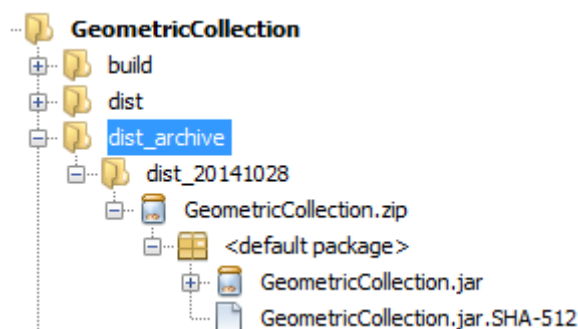 GeometricCollection
build
dist
dist_archive
dist_20141028
GeometricCollection.zip
<default package>
GeometricCollection.jar
GeometricCollection.jar.SHA-512